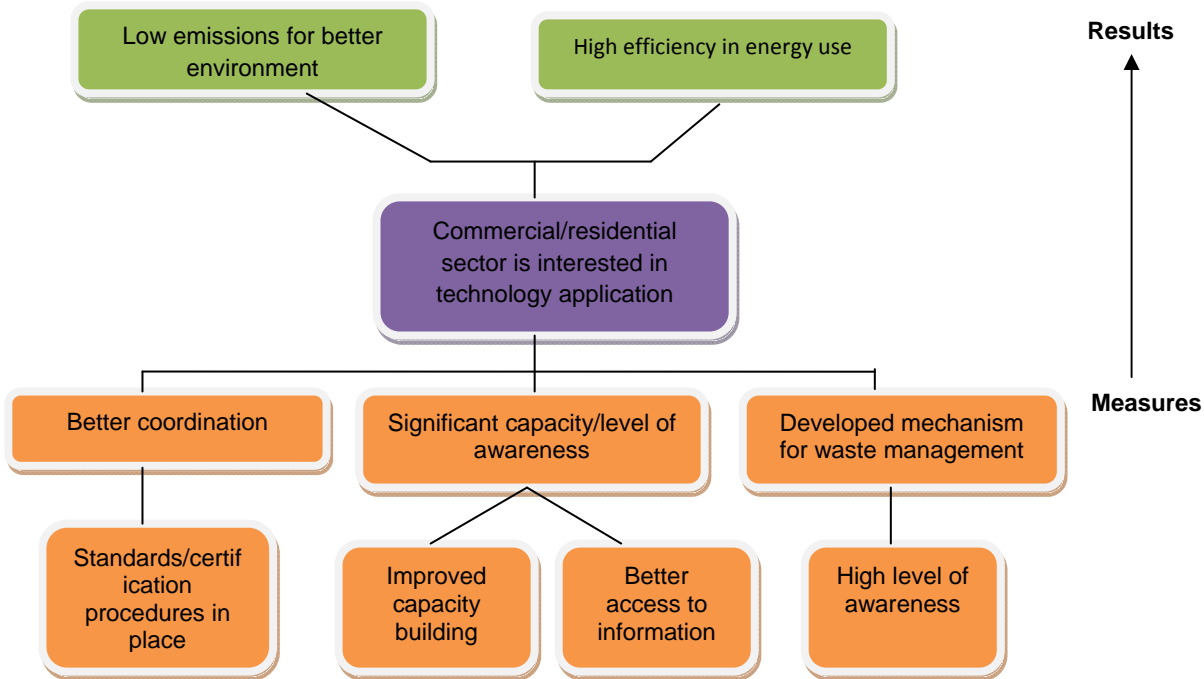 Low emissions for better
environment
High efficiency in energy use
Results
Commercial/residential
sector is interested in
technology application
Measures
Better coordination
Significant capacity/level of
awareness
Developed mechanism
for waste management
Standards/certif
ication
procedures in
place
Improved
capacity
building
Better
access to
information
High level of
awareness